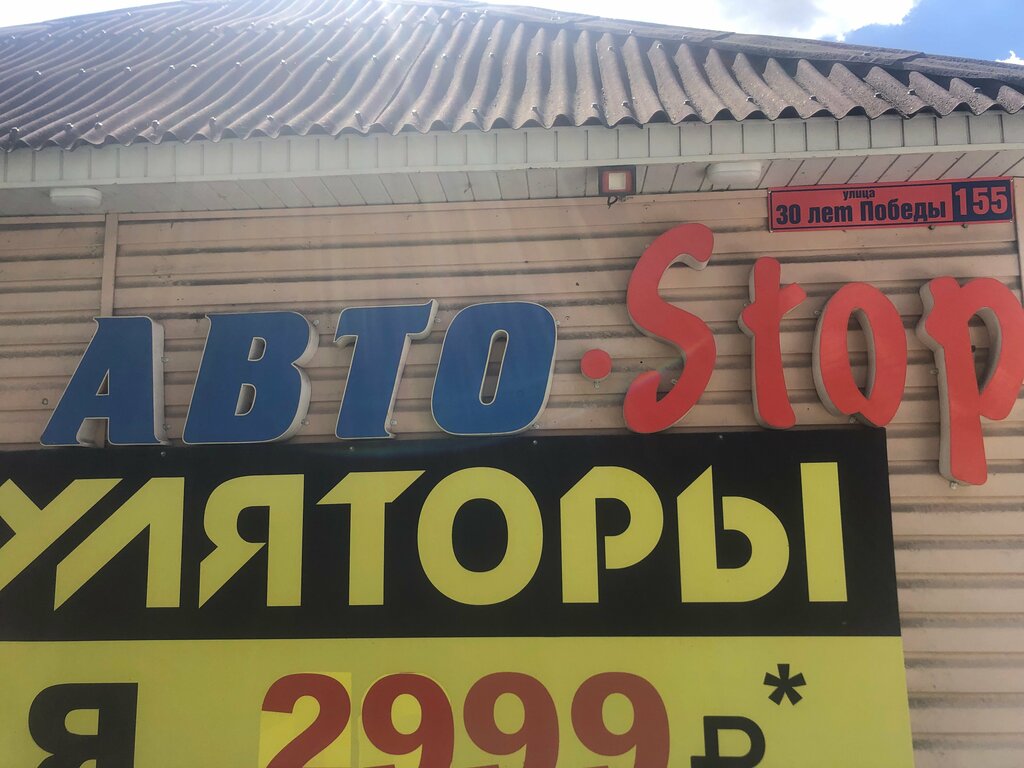 улица
30 лет Победы 155
АВТО•Stop
УЛЯТОРЫ
Я 2999₽*